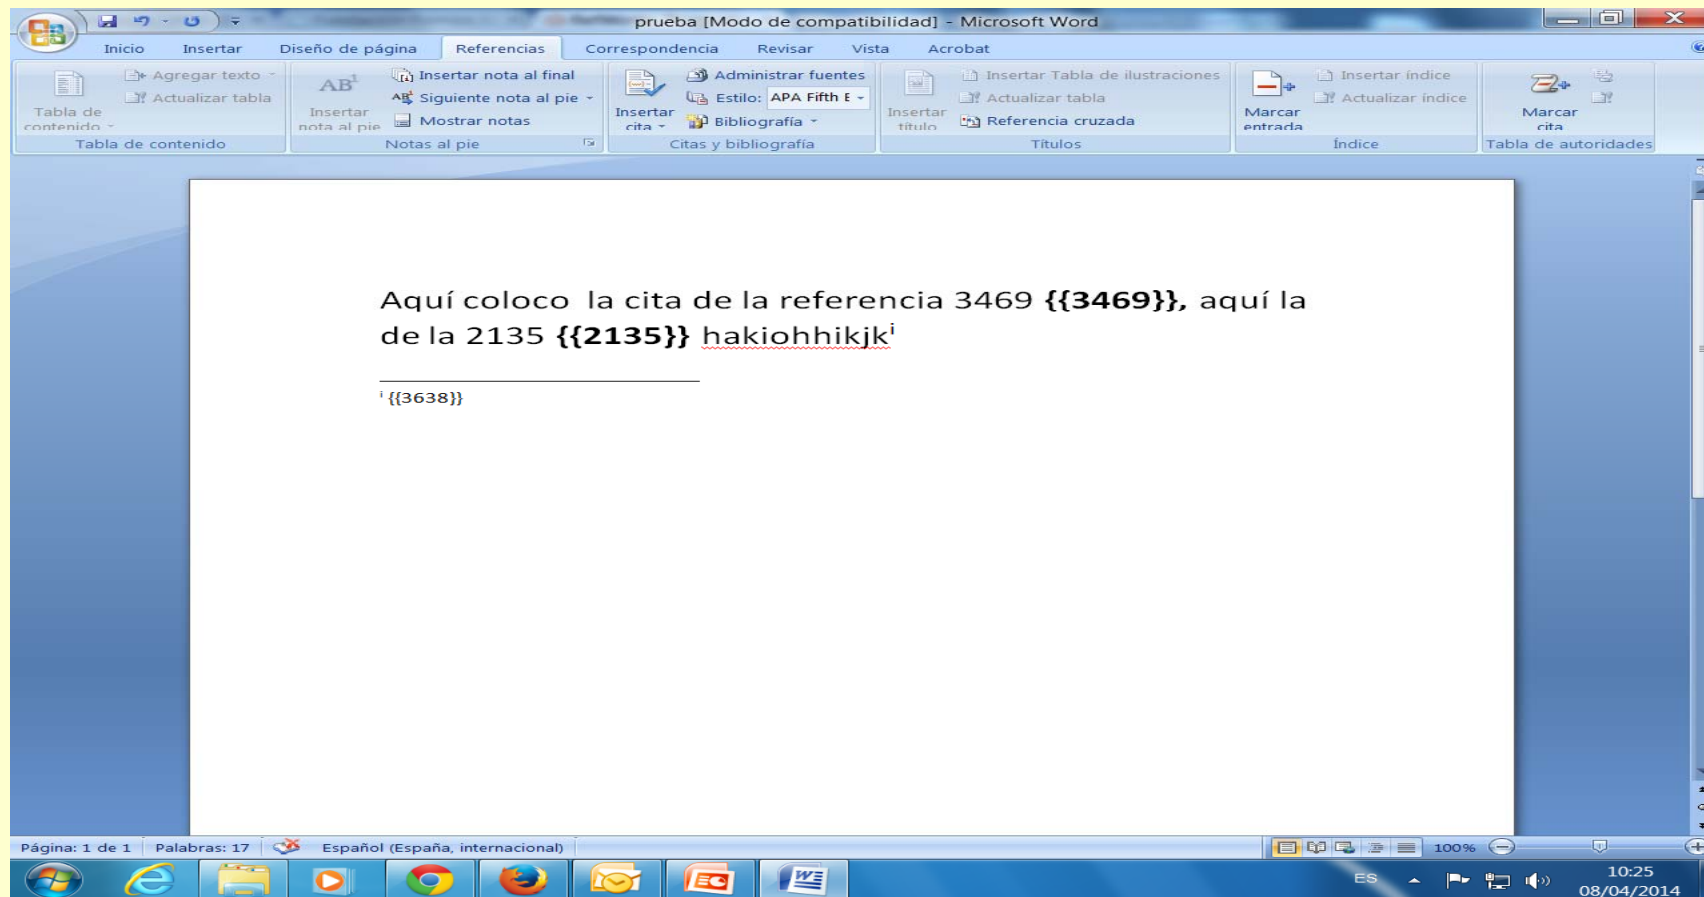 prueba [Modo de compatibilidad] - Microsoft Word
Inicio Insertar Diseño de página Referencias Correspondencia Revisar Vista Acrobat
Tabla de contenido
Agregar texto
Actualizar tabla
Tabla de contenido
AB¹
Insertar nota al pie
Insertar nota al final
Siguiente nota al pie
Mostrar notas
Notas al pie
Insertar cita
Administrar fuentes
Estilo: APA Fifth E
Bibliografía
Citas y bibliografía
Insertar título
Insertar Tabla de ilustraciones
Actualizar tabla
Referencia cruzada
Títulos
Marcar entrada
Insertar índice
Actualizar índice
Índice
Marcar cita
Tabla de autoridades
Aquí coloco la cita de la referencia 3469 {{3469}}, aquí la
de la 2135 {{2135}} hakiohhikjkⁱ
ⁱ {{3638}}
Página: 1 de 1 Palabras: 17 Español (España, internacional) 100%
ES 10:25
08/04/2014